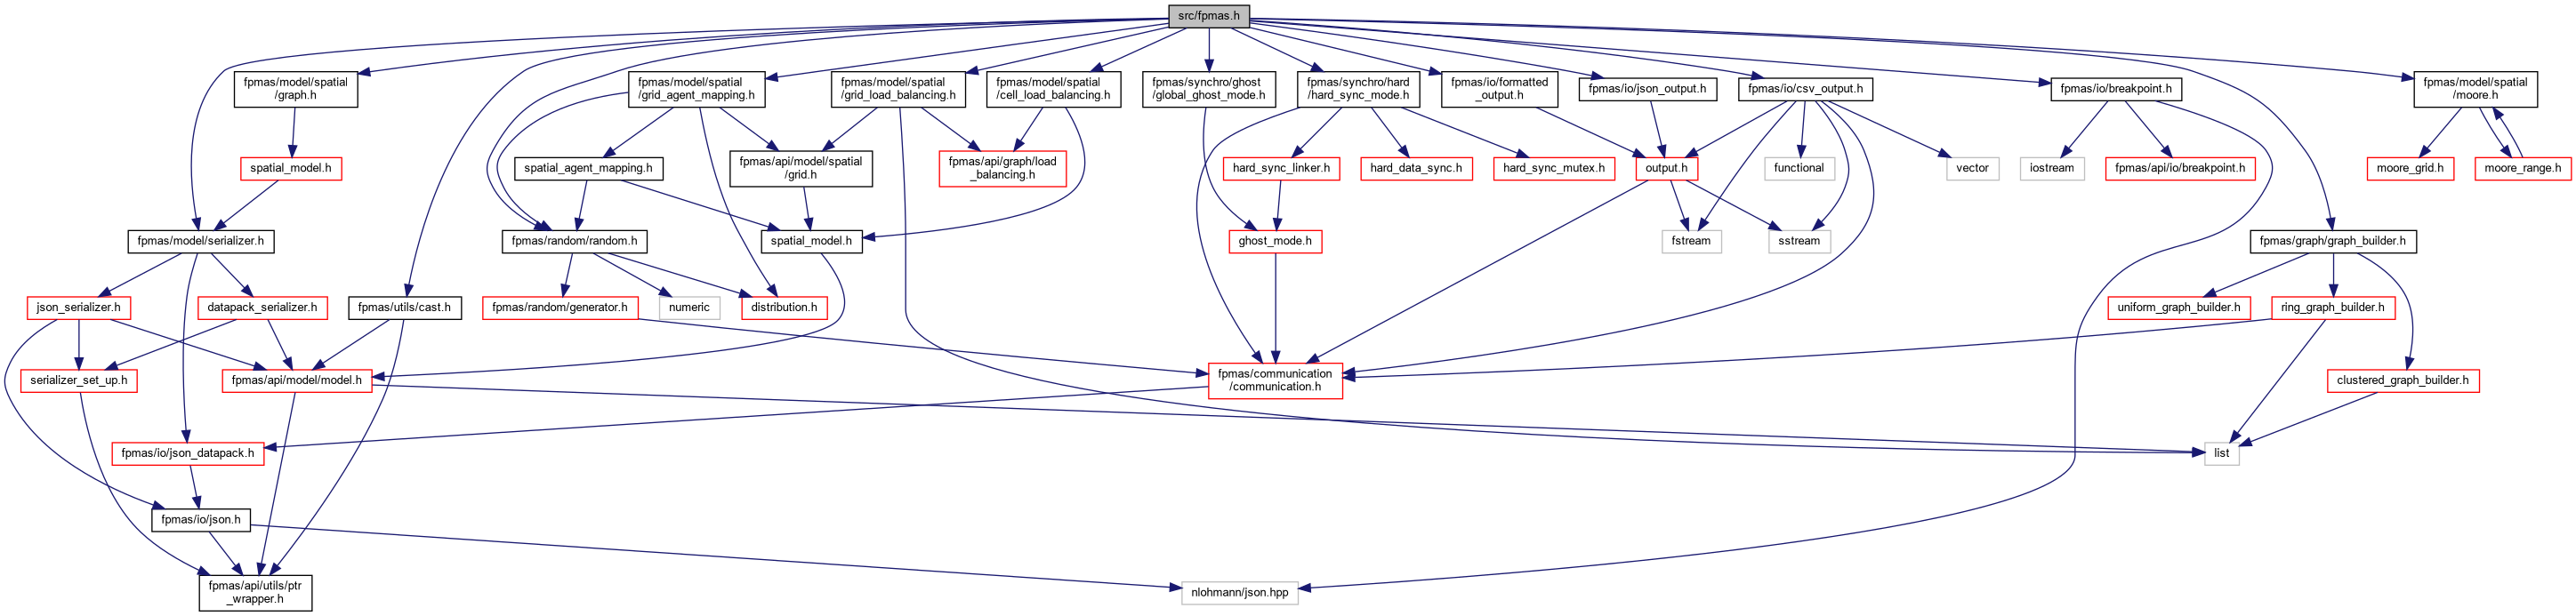 src/fpmas.h
fpmas/model/spatial
/graph.h
fpmas/model/spatial
/grid_agent_mapping.h
fpmas/model/spatial
/grid_load_balancing.h
fpmas/model/spatial
/cell_load_balancing.h
fpmas/synchro/ghost
/global_ghost_mode.h
fpmas/synchro/hard
/hard_sync_mode.h
fpmas/io/formatted
_output.h
fpmas/io/json_output.h
fpmas/io/csv_output.h
fpmas/io/breakpoint.h
fpmas/model/spatial
/moore.h
spatial_model.h
spatial_agent_mapping.h
fpmas/api/model/spatial
/grid.h
fpmas/api/graph/load
_balancing.h
hard_sync_linker.h
hard_data_sync.h
hard_sync_mutex.h
output.h
functional
vector
iostream
fpmas/api/io/breakpoint.h
moore_grid.h
moore_range.h
fpmas/model/serializer.h
fpmas/random/random.h
spatial_model.h
ghost_mode.h
fstream
sstream
fpmas/graph/graph_builder.h
json_serializer.h
datapack_serializer.h
fpmas/utils/cast.h
fpmas/random/generator.h
numeric
distribution.h
uniform_graph_builder.h
ring_graph_builder.h
serializer_set_up.h
fpmas/api/model/model.h
fpmas/communication
/communication.h
clustered_graph_builder.h
fpmas/io/json_datapack.h
list
fpmas/io/json.h
fpmas/api/utils/ptr
_wrapper.h
nlohmann/json.hpp